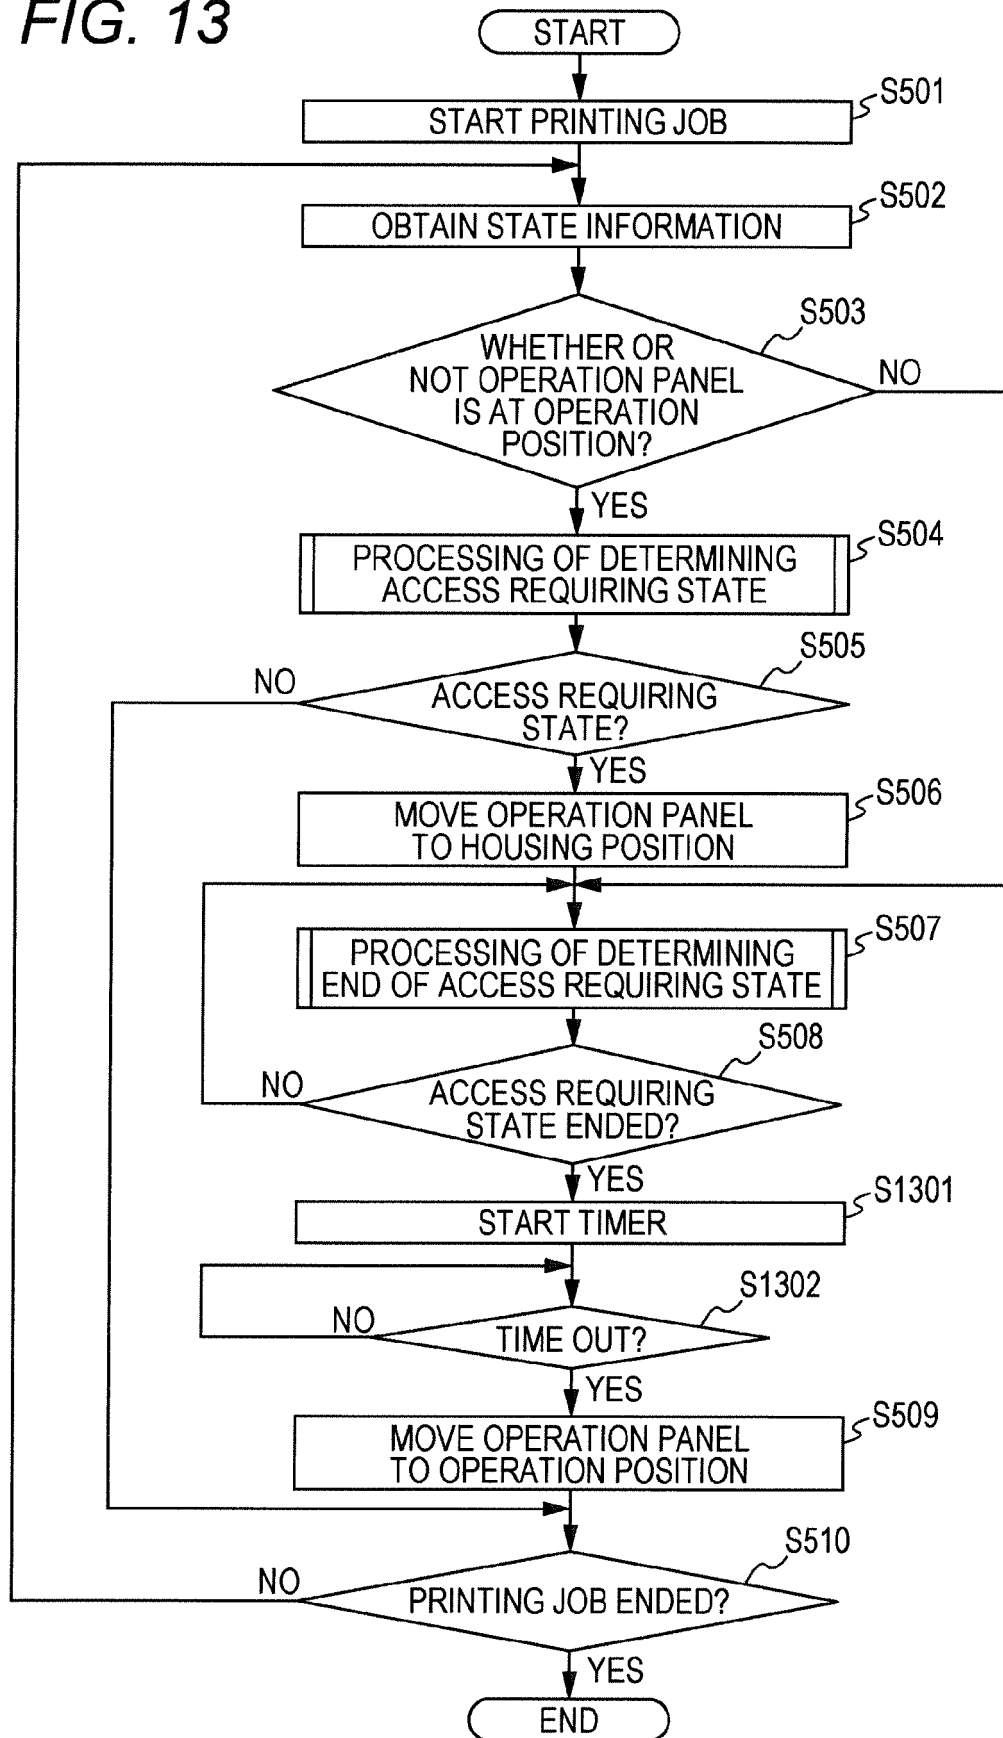 FIG. 13
START
S501
START PRINTING JOB
S502
OBTAIN STATE INFORMATION
S503
WHETHER OR
NOT OPERATION PANEL
IS AT OPERATION
POSITION?
NO
YES
S504
PROCESSING OF DETERMINING
ACCESS REQUIRING STATE
S505
NO
ACCESS REQUIRING
STATE?
YES
S506
MOVE OPERATION PANEL
TO HOUSING POSITION
S507
PROCESSING OF DETERMINING
END OF ACCESS REQUIRING STATE
S508
NO
ACCESS REQUIRING
STATE ENDED?
YES
S1301
START TIMER
S1302
NO
TIME OUT?
YES
S509
MOVE OPERATION PANEL
TO OPERATION POSITION
S510
NO
PRINTING JOB ENDED?
YES
END